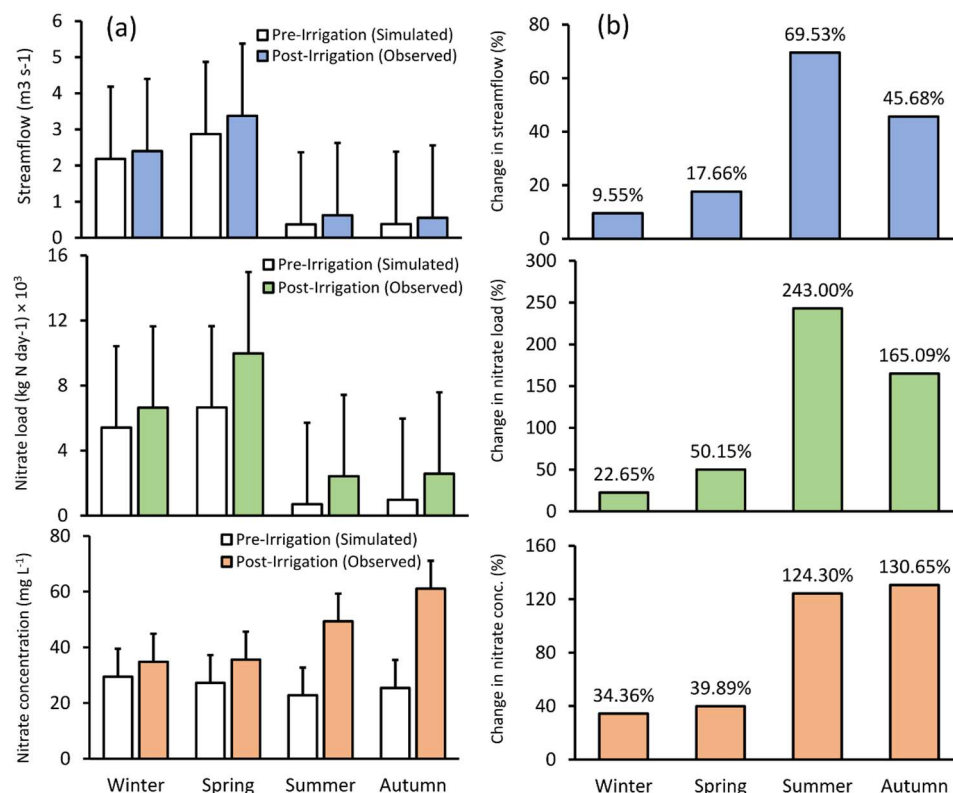 (a)
Streamflow (m3 s-1)
6
5
4
3
2
1
0
Pre-Irrigation (Simulated)
Post-Irrigation (Observed)
(b)
Change in streamflow (%)
80
60
40
20
0
9.55%
17.66%
69.53%
45.68%
Nitrate load (kg N day-1) × 10³
16
12
8
4
0
Pre-Irrigation (Simulated)
Post-Irrigation (Observed)
Change in nitrate load (%)
300
250
200
150
100
50
0
22.65%
50.15%
243.00%
165.09%
Nitrate concentration (mg L⁻¹)
80
60
40
20
0
Pre-Irrigation (Simulated)
Post-Irrigation (Observed)
Winter Spring Summer Autumn
Change in nitrate conc. (%)
160
120
80
40
0
34.36%
39.89%
124.30%
130.65%
Winter Spring Summer Autumn